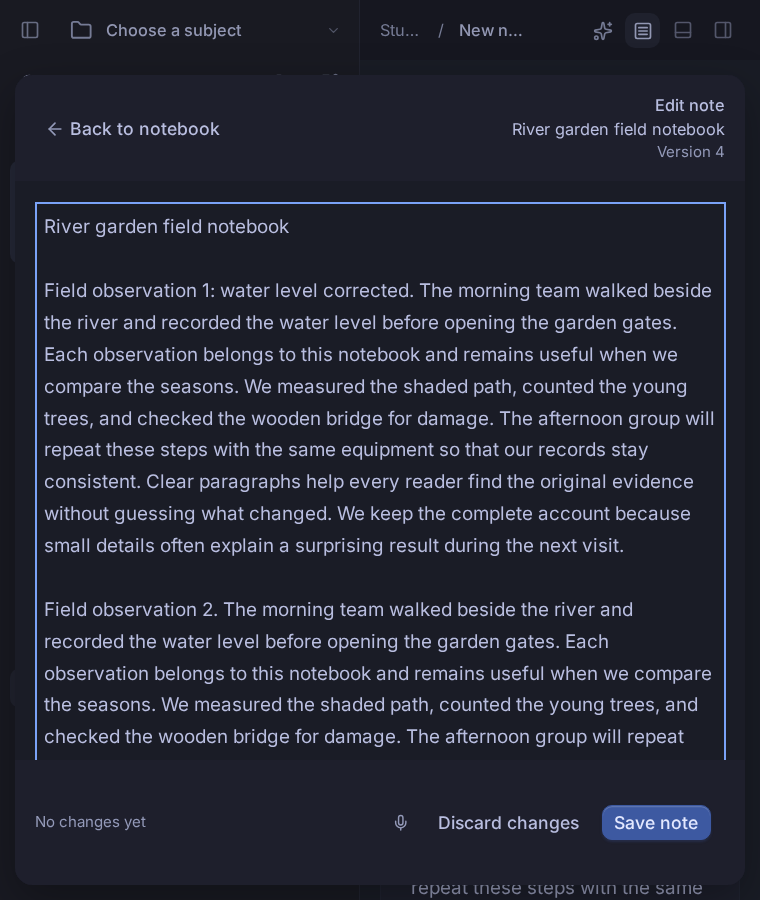 Choose a subject
Stu... / New n...
Edit note
Back to notebook
River garden field notebook
Version 4
River garden field notebook
Field observation 1: water level corrected. The morning team walked beside
the river and recorded the water level before opening the garden gates.
Each observation belongs to this notebook and remains useful when we
compare the seasons. We measured the shaded path, counted the young
trees, and checked the wooden bridge for damage. The afternoon group will
repeat these steps with the same equipment so that our records stay
consistent. Clear paragraphs help every reader find the original evidence
without guessing what changed. We keep the complete account because
small details often explain a surprising result during the next visit.
Field observation 2. The morning team walked beside the river and
recorded the water level before opening the garden gates. Each
observation belongs to this notebook and remains useful when we compare
the seasons. We measured the shaded path, counted the young trees, and
checked the wooden bridge for damage. The afternoon group will repeat
No changes yet
Discard changes
Save note
repeat these steps with the same